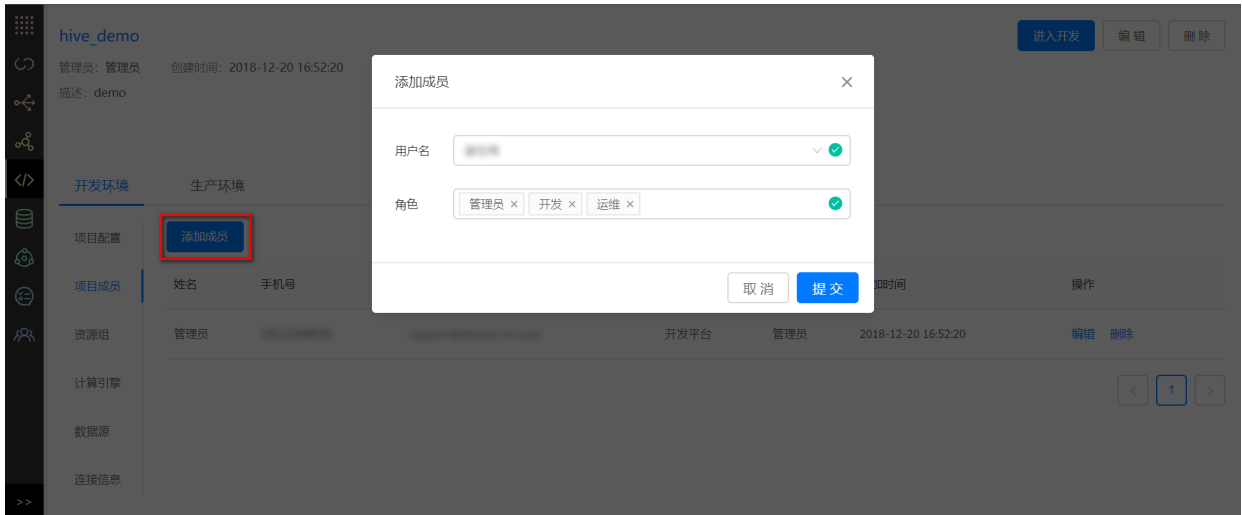 hive_demo
进入开发 编 辑 删 除
管理员：管理员 创建时间：2018-12-20 16:52:20
描述：demo
添加成员
用户名
角色 管理员 × 开发 × 运维 ×
取 消 提 交
开发环境 生产环境
项目配置
项目成员
资源组
计算引擎
数据源
连接信息
添加成员
姓名 手机号 加时间 操作
管理员 开发平台 管理员 2018-12-20 16:52:20 编辑 删除
< 1 >
>>